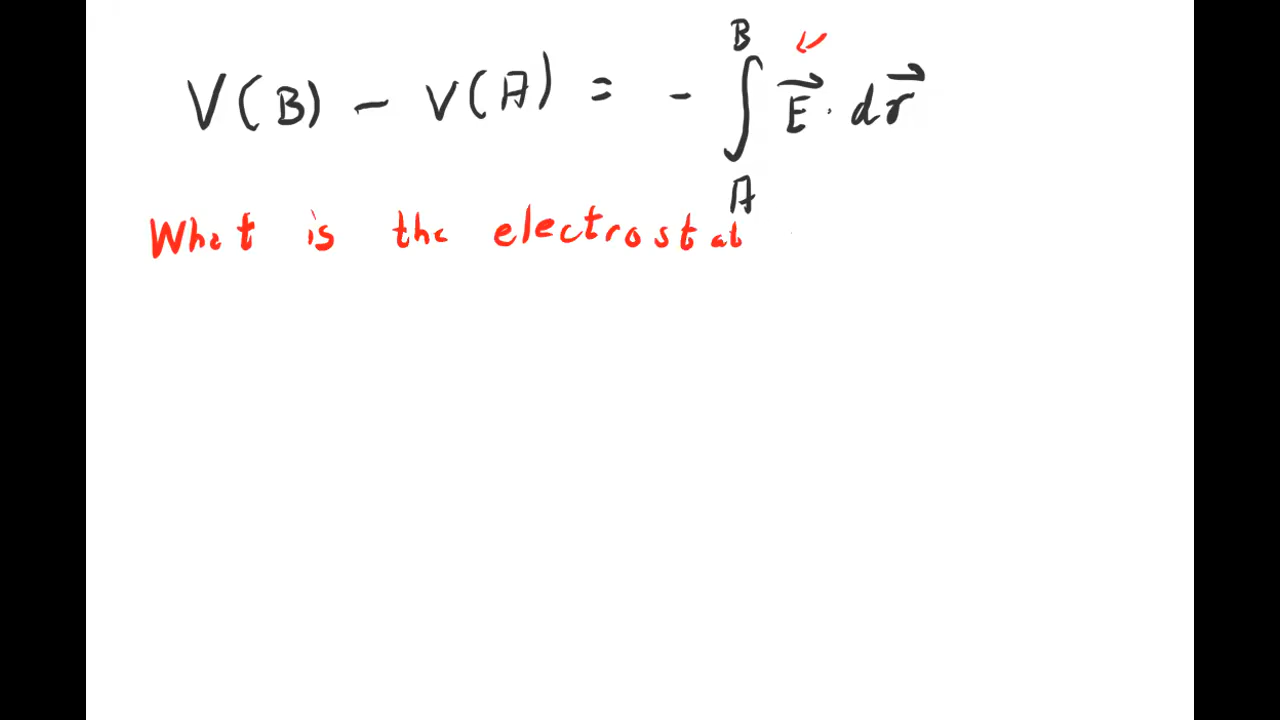 V(B) - V(A) = - ∫_A^B E⃗ · dr⃗
What is the electrostat